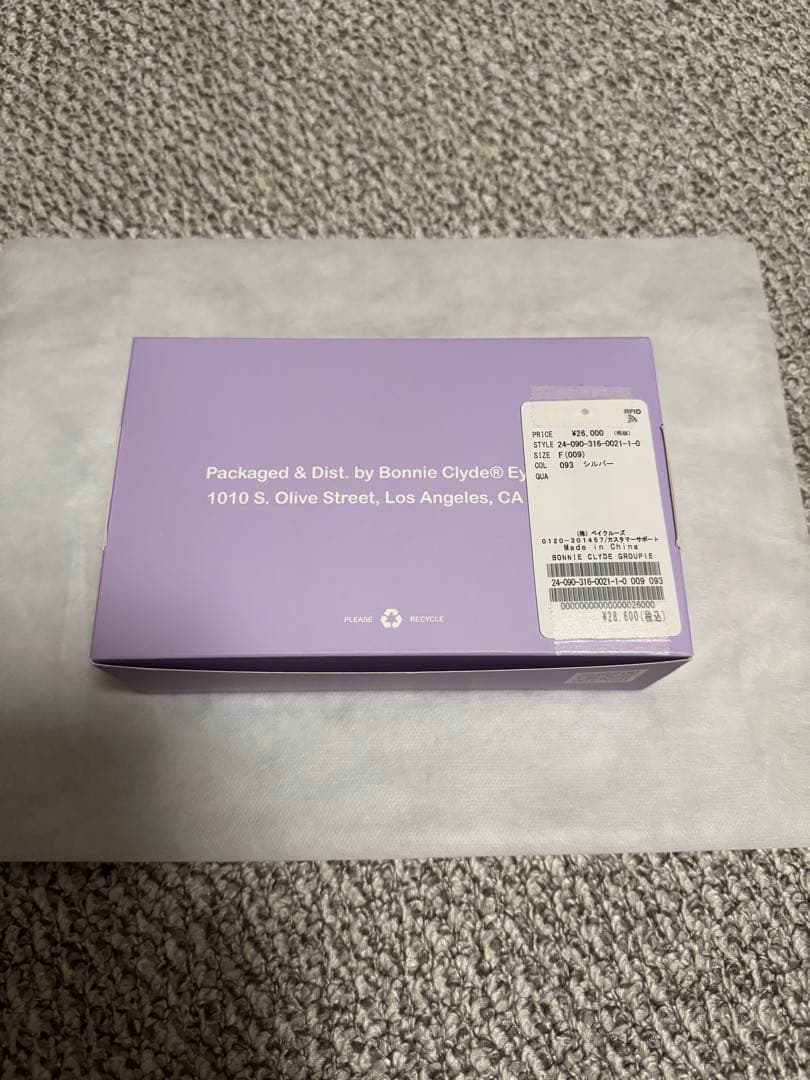 Packaged & Dist. by Bonnie Clyde® Ey
1010 S. Olive Street, Los Angeles, CA
PLEASE RECYCLE
RFID
PRICE ¥26,000 (税抜)
STYLE 24-090-316-0021-1-0
SIZE F(009)
COL 093 シルバー
QUA
(株) ベイクルーズ
0120-301457/カスタマーサポート
Made in China
BONNIE CLYDE GROUPIE
24-090-316-0021-1-0 009 093
0000000000000026000
¥28,600(税込)